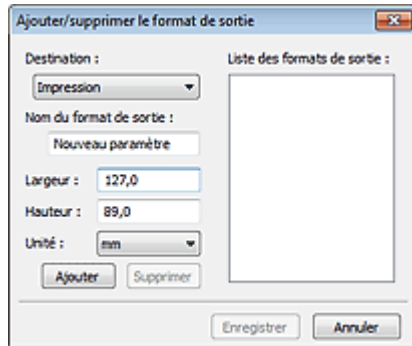 Ajouter/supprimer le format de sortie
Destination :
Impression
Nom du format de sortie :
Nouveau paramètre
Largeur : 127,0
Hauteur : 89,0
Unité : mm
Ajouter Supprimer
Liste des formats de sortie :
Enregistrer Annuler